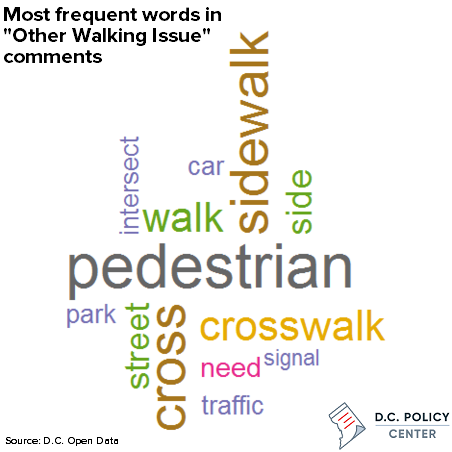 Most frequent words in
"Other Walking Issue"
comments
sidewalk
car
intersect
side
walk
pedestrian
park
street
cross
crosswalk
need
signal
traffic
D.C. POLICY
CENTER
Source: D.C. Open Data